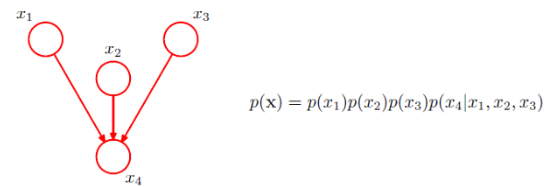 x₁
x₃
x₂
p(𝐱) = p(x₁)p(x₂)p(x₃)p(x₄|x₁, x₂, x₃)
x₄